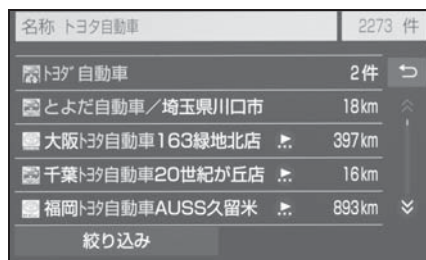 名称 トヨタ自動車 2273 件
トヨダ自動車 2件
とよだ自動車／埼玉県川口市 18km
大阪トヨタ自動車163緑地北店 397km
千葉トヨタ自動車20世紀が丘店 16km
福岡トヨタ自動車AUSS久留米 893km
絞り込み